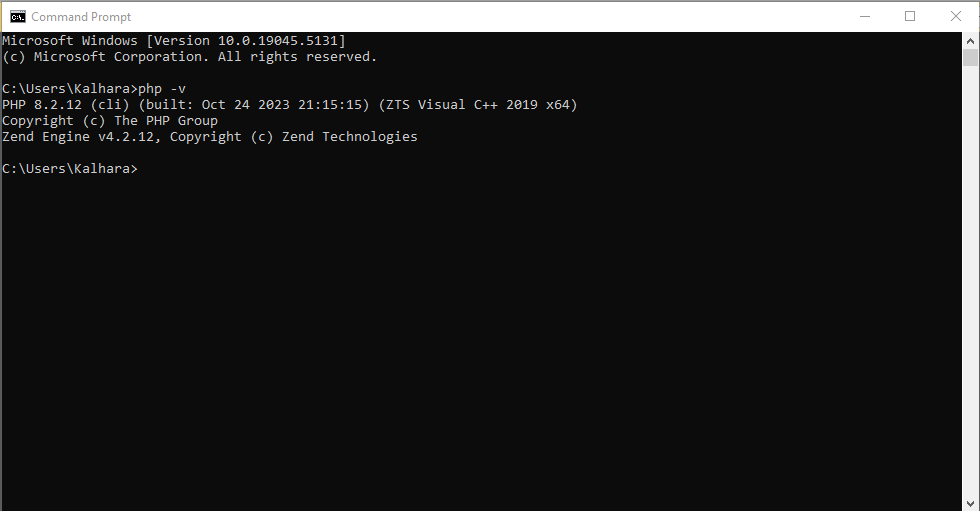 Command Prompt
Microsoft Windows [Version 10.0.19045.5131]
(c) Microsoft Corporation. All rights reserved.
C:\Users\Kalhara>php -v
PHP 8.2.12 (cli) (built: Oct 24 2023 21:15:15) (ZTS Visual C++ 2019 x64)
Copyright (c) The PHP Group
Zend Engine v4.2.12, Copyright (c) Zend Technologies
C:\Users\Kalhara>